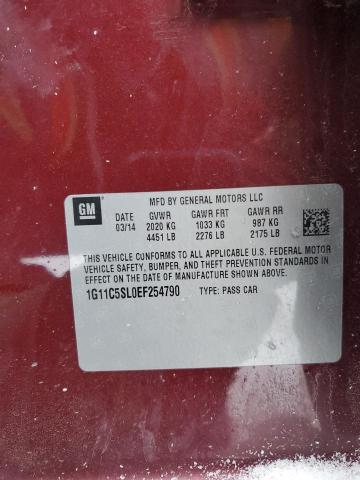 MFD BY GENERAL MOTORS LLC
GM
DATE GVWR GAWR FRT GAWR RR
03/14 2020 KG 1033 KG 987 KG
4451 LB 2276 LB 2175 LB
THIS VEHICLE CONFORMS TO ALL APPLICABLE U.S. FEDERAL MOTOR
VEHICLE SAFETY, BUMPER, AND THEFT PREVENTION STANDARDS IN
EFFECT ON THE DATE OF MANUFACTURE SHOWN ABOVE.
1G11C5SL0EF254790 TYPE: PASS CAR